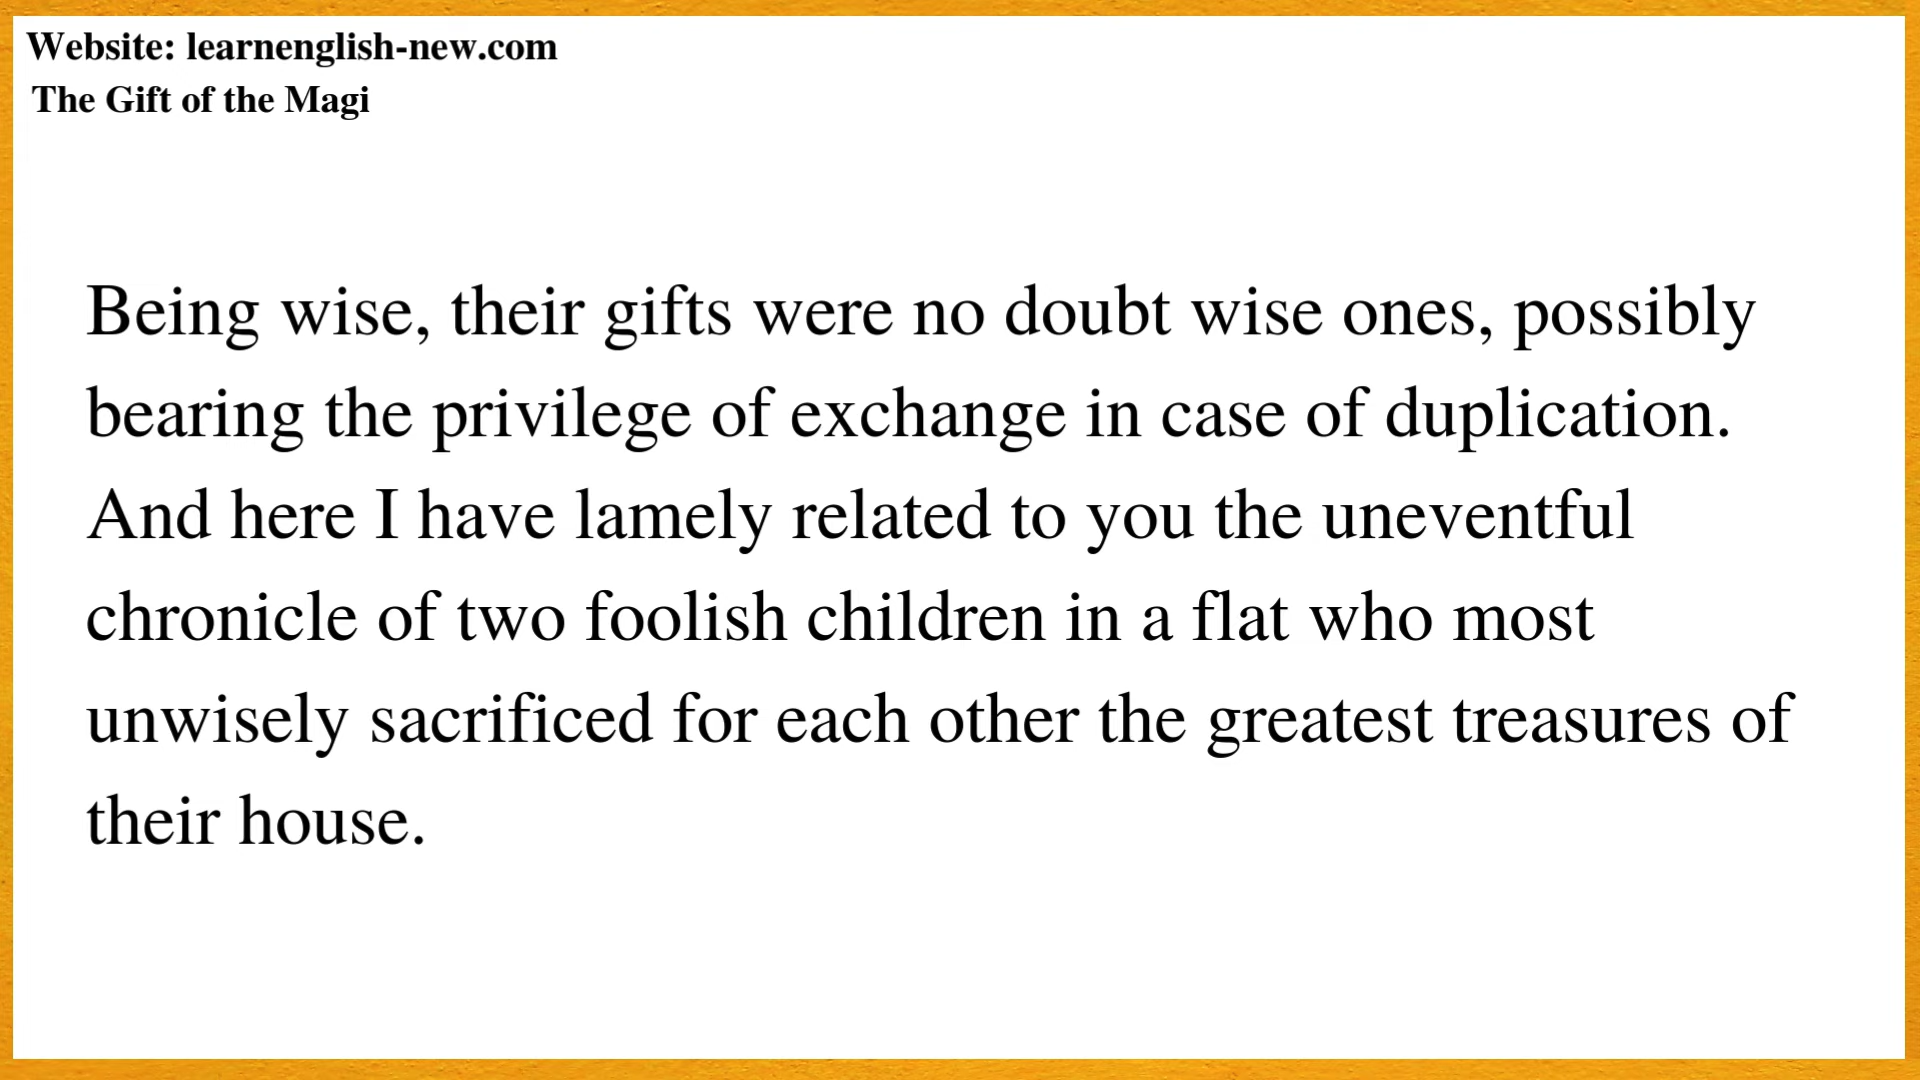 Website: learnenglish-new.com
The Gift of the Magi
Being wise, their gifts were no doubt wise ones, possibly
bearing the privilege of exchange in case of duplication.
And here I have lamely related to you the uneventful
chronicle of two foolish children in a flat who most
unwisely sacrificed for each other the greatest treasures of
their house.